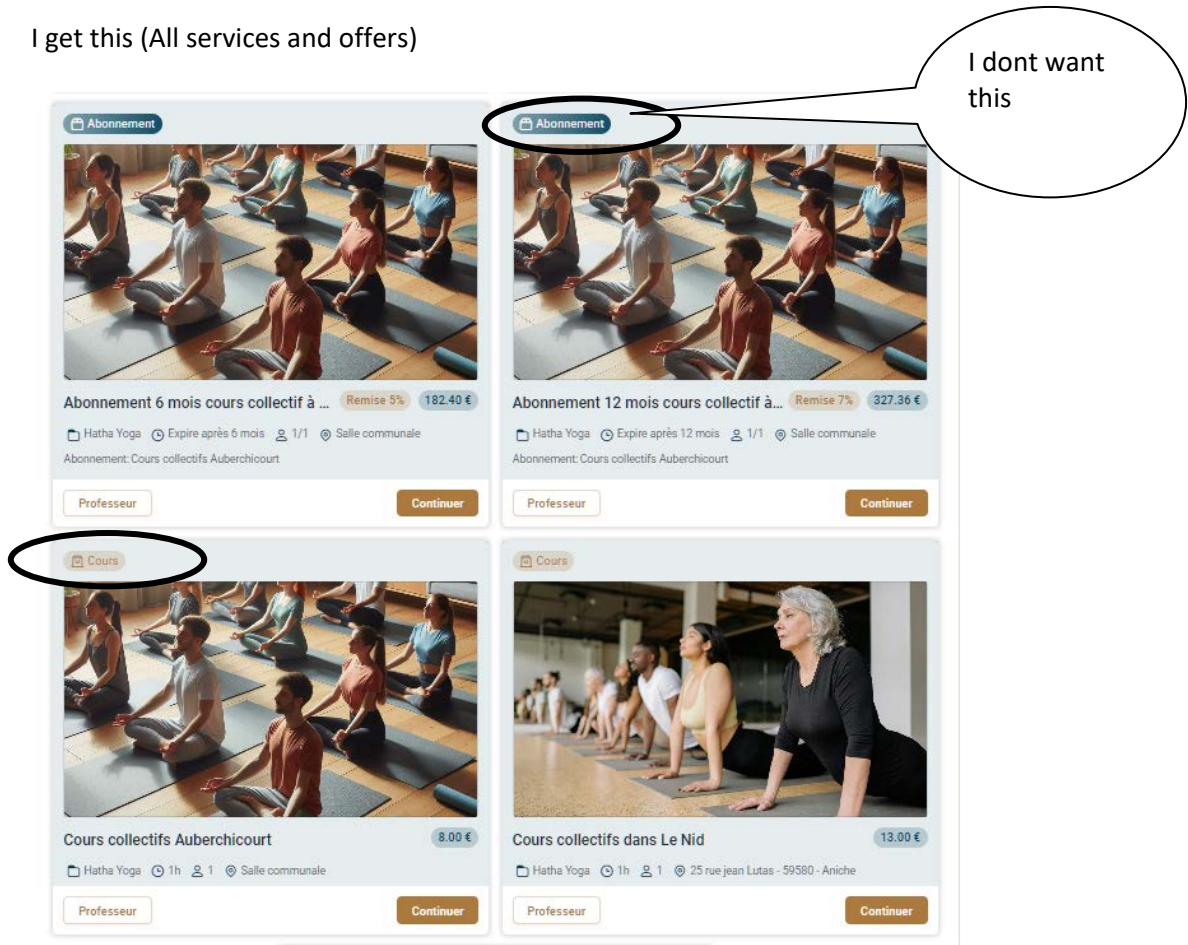 I get this (All services and offers)
I dont want
this
Abonnement
Abonnement
Abonnement 6 mois cours collectif à ... Remise 5% 182.40 €
Hatha Yoga Expire après 6 mois 1/1 Salle communale
Abonnement: Cours collectifs Auberchicourt
Professeur Continuer
Abonnement 12 mois cours collectif à... Remise 7% 327.36 €
Hatha Yoga Expire après 12 mois 1/1 Salle communale
Abonnement: Cours collectifs Auberchicourt
Professeur Continuer
Cours
Cours
Cours collectifs Auberchicourt 8.00 €
Hatha Yoga 1h 1 Salle communale
Professeur Continuer
Cours collectifs dans Le Nid 13.00 €
Hatha Yoga 1h 1 25 rue jean Lutas - 59580 - Aniche
Professeur Continuer